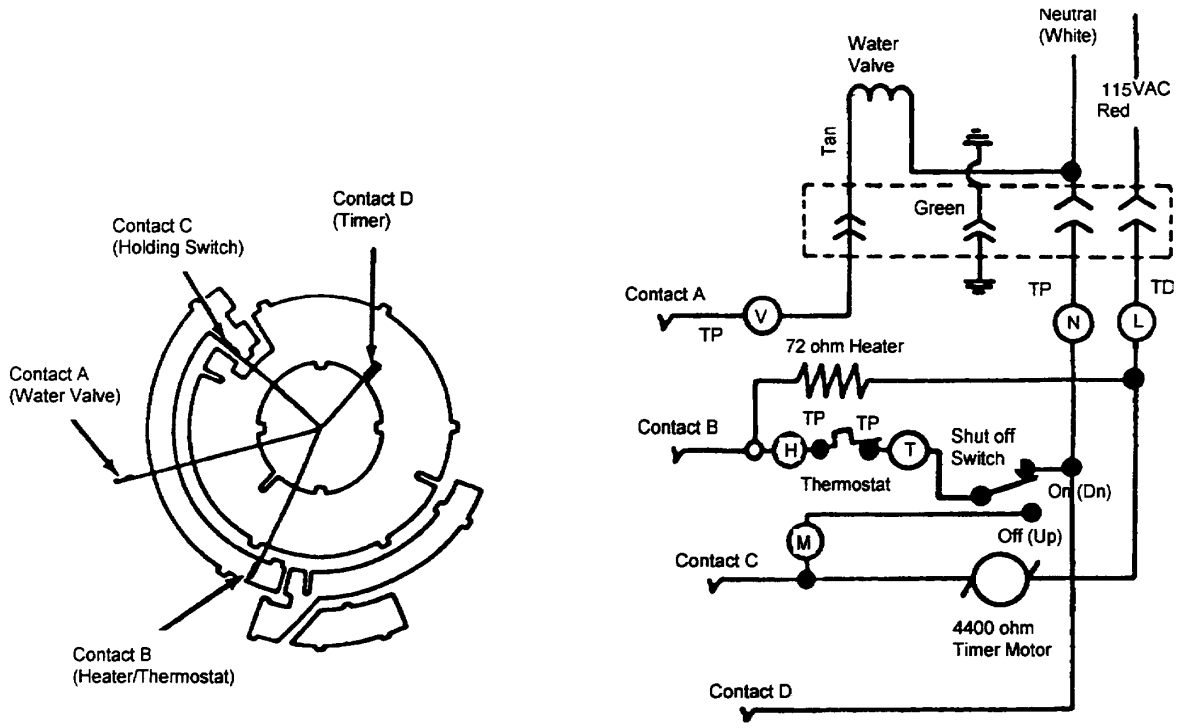 Contact D
(Timer)
Contact C
(Holding Switch)
Contact A
(Water Valve)
Contact B
(Heater/Thermostat)
Neutral
(White)
Water
Valve
115VAC
Red
Tan
Green
TP
TD
Contact A
TP
V
N
L
72 ohm Heater
TP
TP
Contact B
H
T
Shut off
Switch
Thermostat
On (Dn)
Off (Up)
M
Contact C
4400 ohm
Timer Motor
Contact D